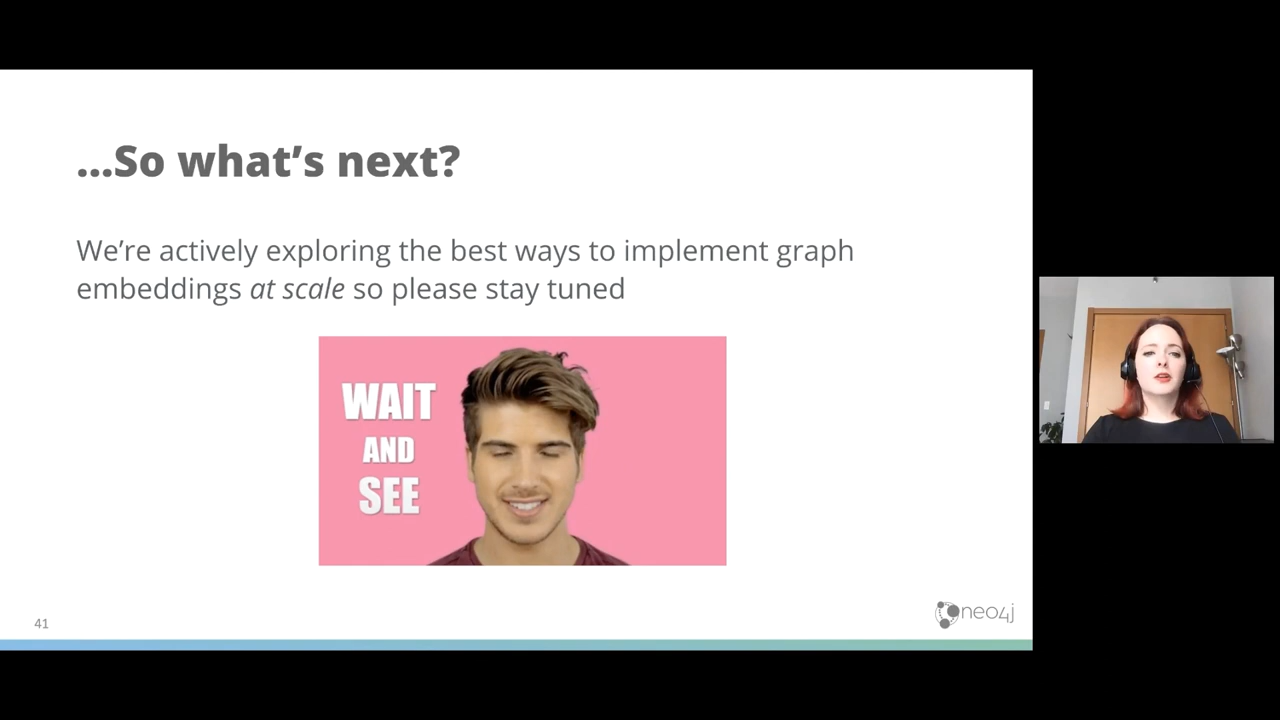 ...So what's next?
We're actively exploring the best ways to implement graph
embeddings at scale so please stay tuned
WAIT
AND
SEE
41
neo4j